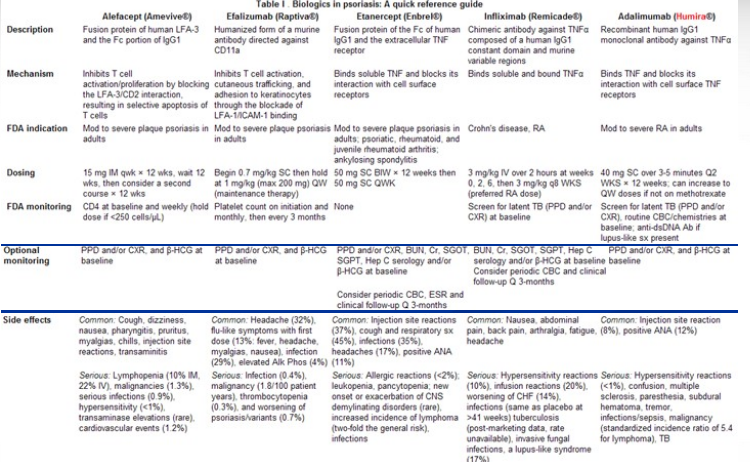 Table I . Biologics in psoriasis: A quick reference guide
Alefacept (Amevive®) Efalizumab (Raptiva®) Etanercept (Enbrel®) Infliximab (Remicade®) Adalimumab (Humira®)
Description
Fusion protein of human LFA-3
and the Fc portion of IgG1
Humanized form of a murine
antibody directed against
CD11a
Fusion protein of the Fc of human
IgG1 and the extracellular TNF
receptor
Chimeric antibody against TNFα
composed of a human IgG1
constant domain and murine
variable regions
Recombinant human IgG1
monoclonal antibody against TNFα
Mechanism
Inhibits T cell
activation/proliferation by blocking
the LFA-3/CD2 interaction,
resulting in selective apoptosis of
T cells
Inhibits T cell activation,
cutaneous trafficking, and
adhesion to keratinocytes
through the blockade of
LFA-1/ICAM-1 binding
Binds soluble TNF and blocks its
interaction with cell surface
receptors
Binds soluble and bound TNFα
Binds TNF and blocks its
interaction with cell surface TNF
receptors
FDA indication
Mod to severe plaque psoriasis in
adults
Mod to severe plaque psoriasis
in adults
Mod to severe plaque psoriasis in
adults; psoriatic, rheumatoid, and
juvenile rheumatoid arthritis;
ankylosing spondylitis
Crohn's disease, RA
Mod to severe RA in adults
Dosing
15 mg IM qwk × 12 wks, wait 12
wks, then consider a second
course × 12 wks
Begin 0.7 mg/kg SC then hold
at 1 mg/kg (max 200 mg) QW
(maintenance therapy)
50 mg SC BIW × 12 weeks then
50 mg SC QWK
3 mg/kg IV over 2 hours at weeks
0, 2, 6, then 3 mg/kg q8 WKS
(preferred RA dose)
40 mg SC over 3-5 minutes Q2
WKS × 12 weeks; can increase to
QW doses if not on methotrexate
FDA monitoring
CD4 at baseline and weekly (hold
dose if <250 cells/µL)
Platelet count on initiation and
monthly, then every 3 months
None
Screen for latent TB (PPD and/or
CXR) at baseline
Screen for latent TB (PPD and/or
CXR), routine CBC/chemistries at
baseline; anti-dsDNA Ab if
lupus-like sx present
Optional
monitoring
PPD and/or CXR, and β-HCG at
baseline
PPD and/or CXR, and β-HCG
at baseline
PPD and/or CXR, BUN, Cr, SGOT,
SGPT, Hep C serology and/or
β-HCG at baseline
Consider periodic CBC, ESR and
clinical follow-up Q 3-months
BUN, Cr, SGOT, SGPT, Hep C
serology and/or β-HCG at baseline
Consider periodic CBC and clinical
follow-up Q 3-months
PPD and/or CXR, and β-HCG at
baseline
Side effects
Common: Cough, dizziness,
nausea, pharyngitis, pruritus,
myalgias, chills, injection site
reactions, transaminitis
Serious: Lymphopenia (10% IM,
22% IV), malignancies (1.3%),
serious infections (0.9%),
hypersensitivity (<1%),
transaminase elevations (rare),
cardiovascular events (1.2%)
Common: Headache (32%),
flu-like symptoms with first
dose (13%: fever, headache,
myalgias, nausea), infection
(29%), elevated Alk Phos (4%)
Serious: Infection (0.4%),
malignancy (1.8/100 patient
years), thrombocytopenia
(0.3%), and worsening of
psoriasis/variants (0.7%)
Common: Injection site reactions
(37%), cough and respiratory sx
(45%), infections (35%),
headaches (17%), positive ANA
(11%)
Serious: Allergic reactions (<2%);
leukopenia, pancytopenia; new
onset or exacerbation of CNS
demylinating disorders (rare),
increased incidence of lymphoma
(two-fold the general risk),
infections
Common: Nausea, abdominal
pain, back pain, arthralgia, fatigue,
headache
Serious: Hypersensitivity reactions
(10%), infusion reactions (20%),
worsening of CHF (14%),
infections (same as placebo at
>41 weeks) tuberculosis
(post-marketing data, rate
unavailable), invasive fungal
infections, a lupus-like syndrome
(17%)
Common: Injection site reaction
(8%), positive ANA (12%)
Serious: Hypersensitivity reactions
(<1%), confusion, multiple
sclerosis, paresthesia, subdural
hematoma, tremor,
infections/sepsis, malignancy
(standardized incidence ratio of 5.4
for lymphoma), TB